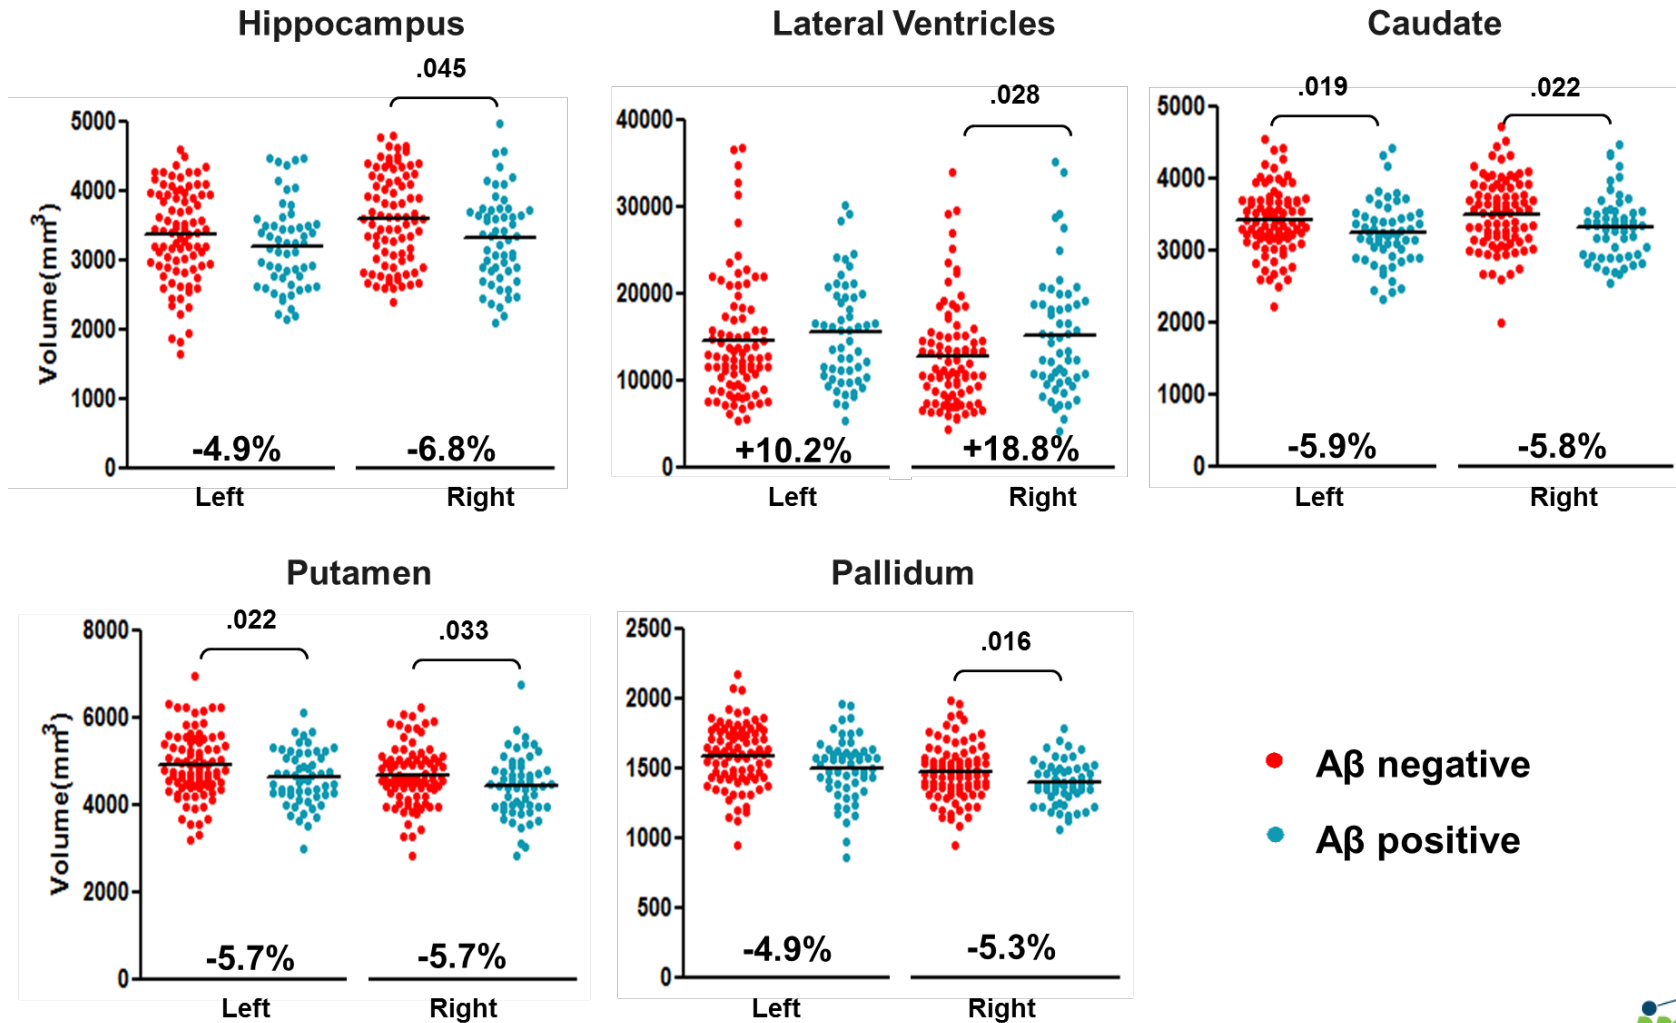 Hippocampus
.045
Volume(mm3)
5000
4000
3000
2000
1000
0
-4.9%
-6.8%
Left
Right
Lateral Ventricles
.028
40000
30000
20000
10000
0
+10.2%
+18.8%
Left
Right
Caudate
.019
.022
5000
4000
3000
2000
1000
0
-5.9%
-5.8%
Left
Right
Putamen
.022
.033
Volume(mm3)
8000
6000
4000
2000
0
-5.7%
-5.7%
Left
Right
Pallidum
.016
2500
2000
1500
1000
500
0
-4.9%
-5.3%
Left
Right
Aβ negative
Aβ positive